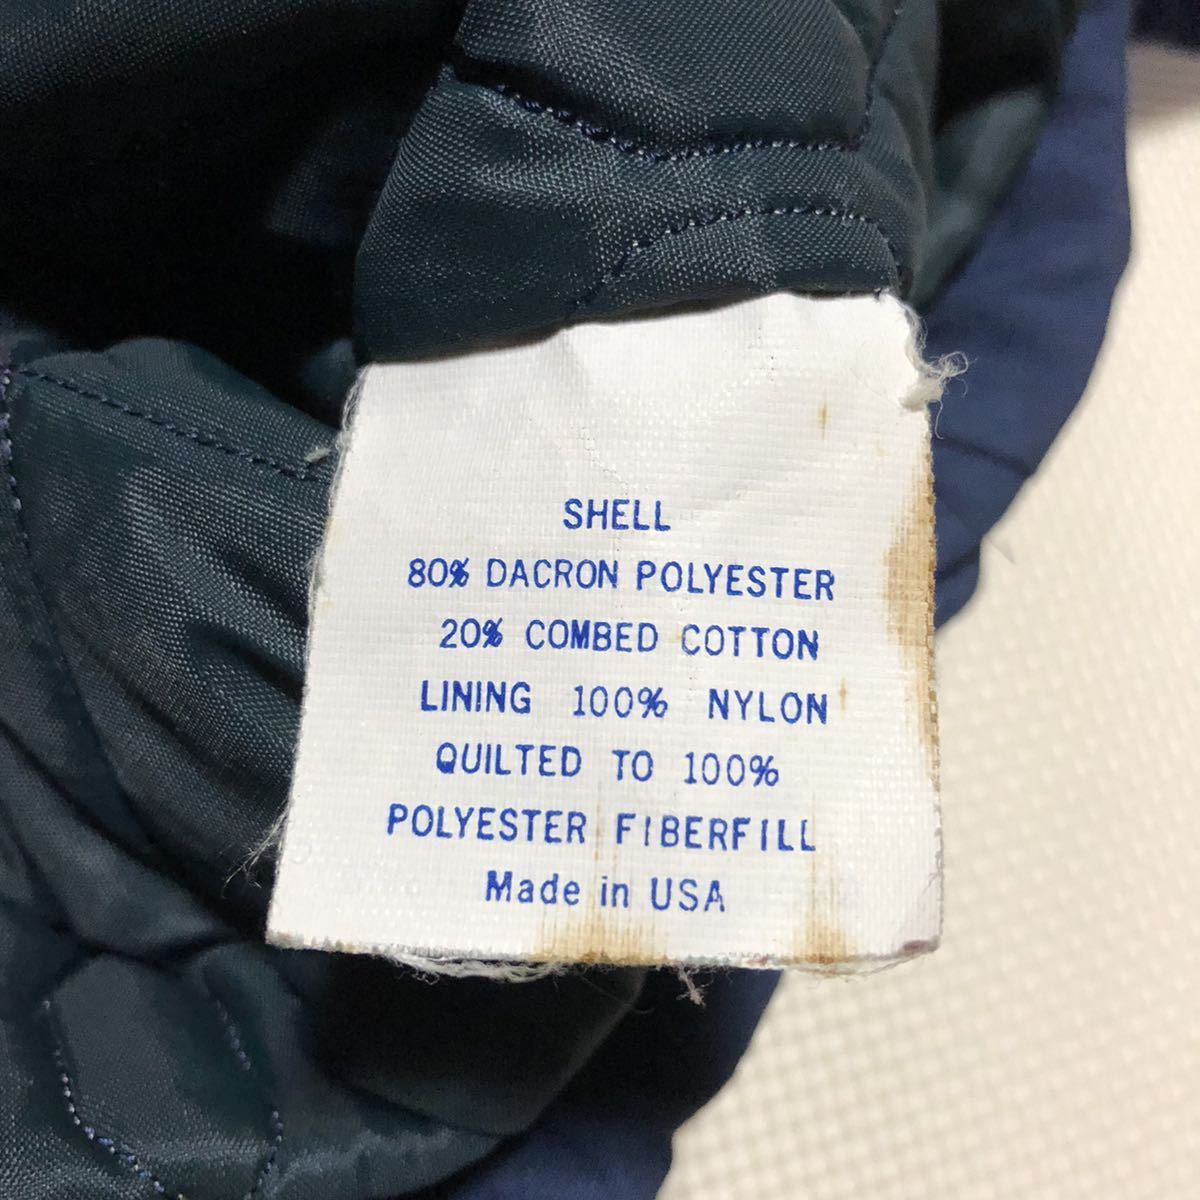 SHELL
80% DACRON POLYESTER
20% COMBED COTTON
LINING 100% NYLON
QUILTED TO 100%
POLYESTER FIBERFILL
Made in USA